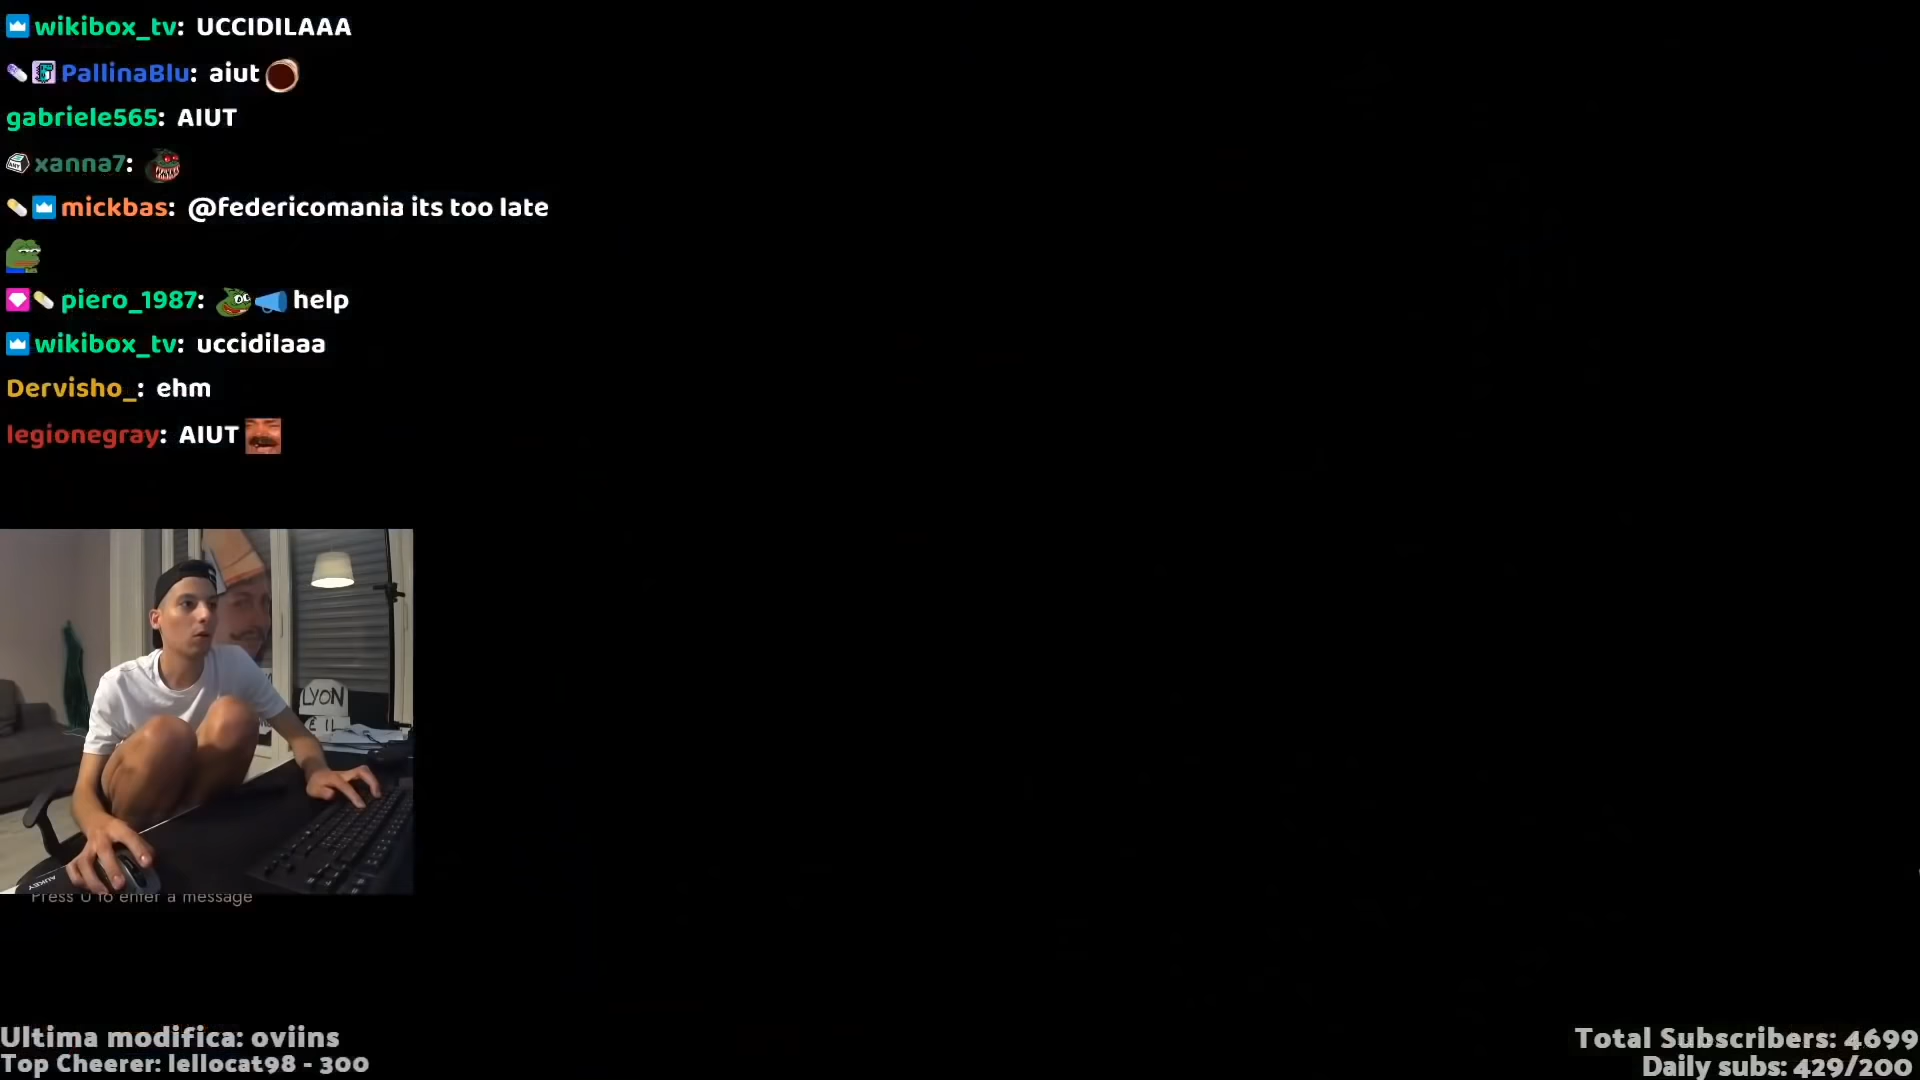 wikibox_tv: UCCIDILAAA
PallinaBlu: aiut
gabriele565: AIUT
xanna7:
mickbas: @federicomania its too late
piero_1987: help
wikibox_tv: uccidilaaa
Dervisho_: ehm
legionegray: AIUT
LYON
È IL
AUKEY
Press U to enter a message
Ultima modifica: oviins
Top Cheerer: lellocat98 - 300
Total Subscribers: 4699
Daily subs: 429/200